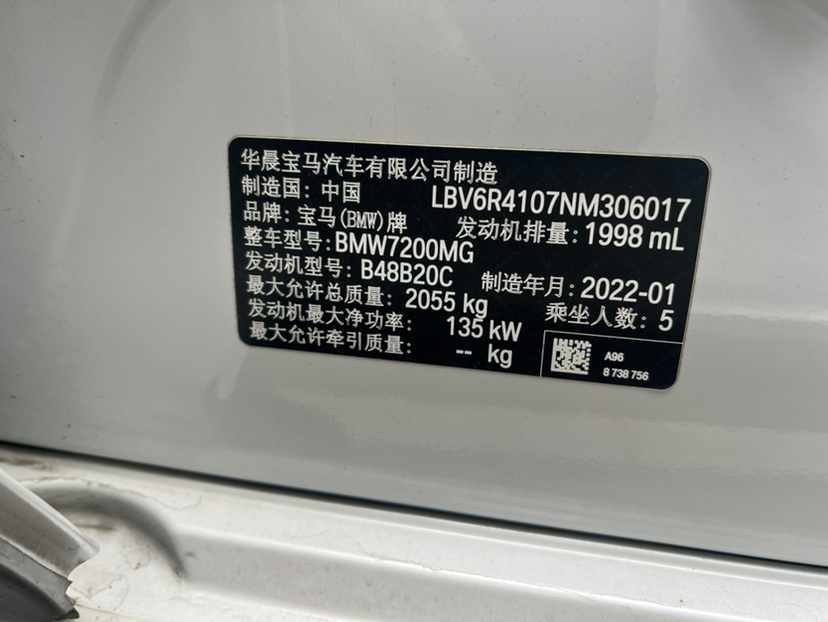 华晨宝马汽车有限公司制造
制造国: 中国 LBV6R4107NM306017
品牌: 宝马(BMW)牌 发动机排量: 1998 mL
整车型号: BMW7200MG
发动机型号: B48B20C 制造年月: 2022-01
最大允许总质量: 2055 kg 乘坐人数: 5
发动机最大净功率: 135 kW
最大允许牵引质量: -- kg
A96
8 738 756